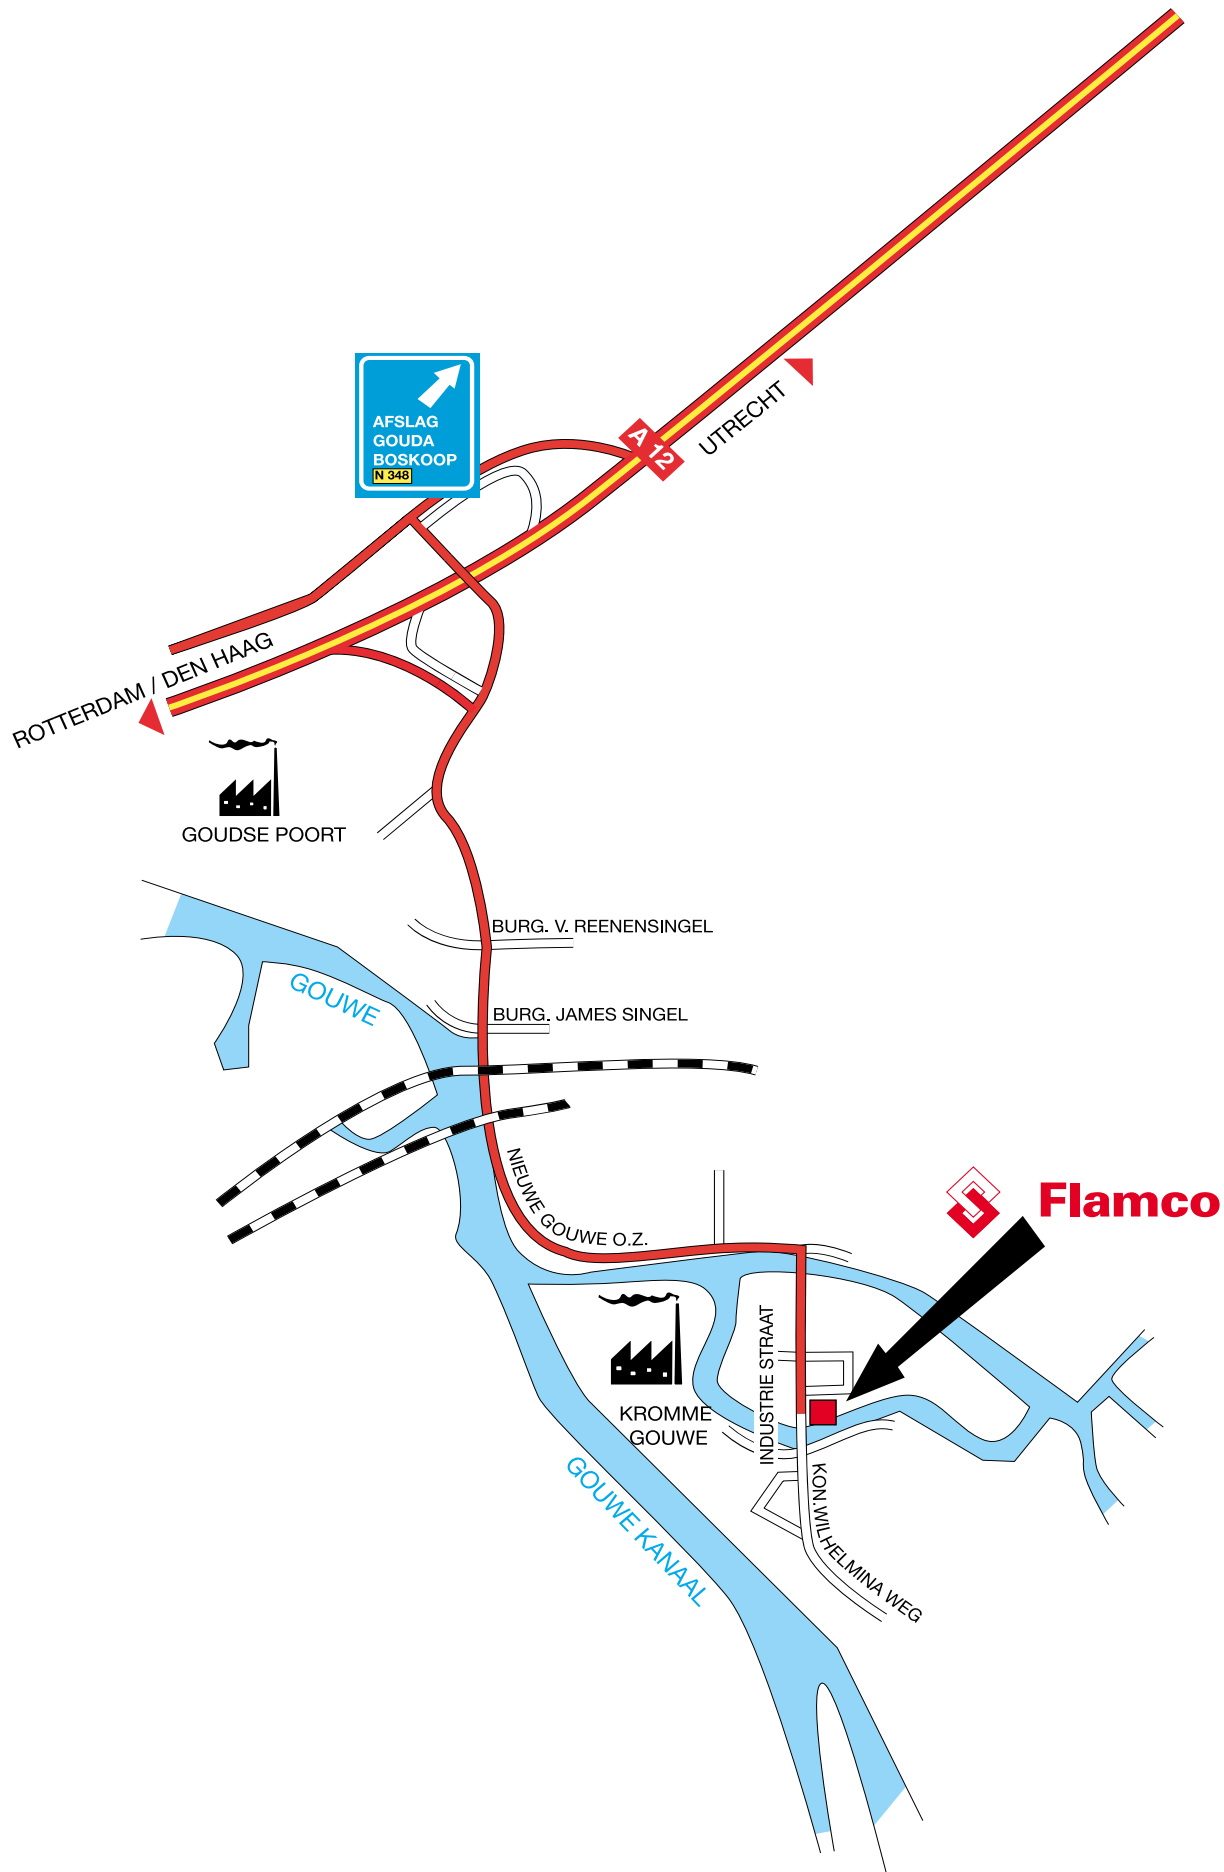 AFSLAG
GOUDA
BOSKOOP
N 348
A 12
UTRECHT
ROTTERDAM / DEN HAAG
GOUDSE POORT
BURG. V. REENENSINGEL
GOUWE
BURG. JAMES SINGEL
NIEUWE GOUWE O.Z.
Flamco
INDUSTRIE STRAAT
KROMME
GOUWE
GOUWE KANAAL
KON.WILHELMINA WEG